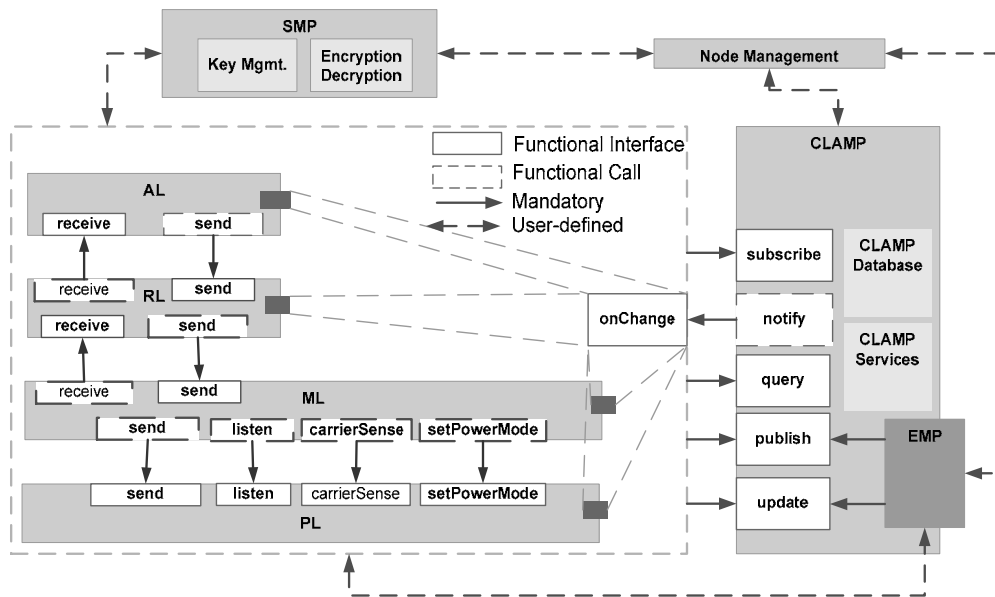 SMP
Key Mgmt.
Encryption
Decryption
Node Management
Functional Interface
Functional Call
Mandatory
User-defined
CLAMP
AL
receive
send
receive
send
RL
receive
send
receive
send
ML
send
listen
carrierSense
setPowerMode
send
listen
carrierSense
setPowerMode
PL
onChange
subscribe
notify
query
publish
update
CLAMP
Database
CLAMP
Services
EMP